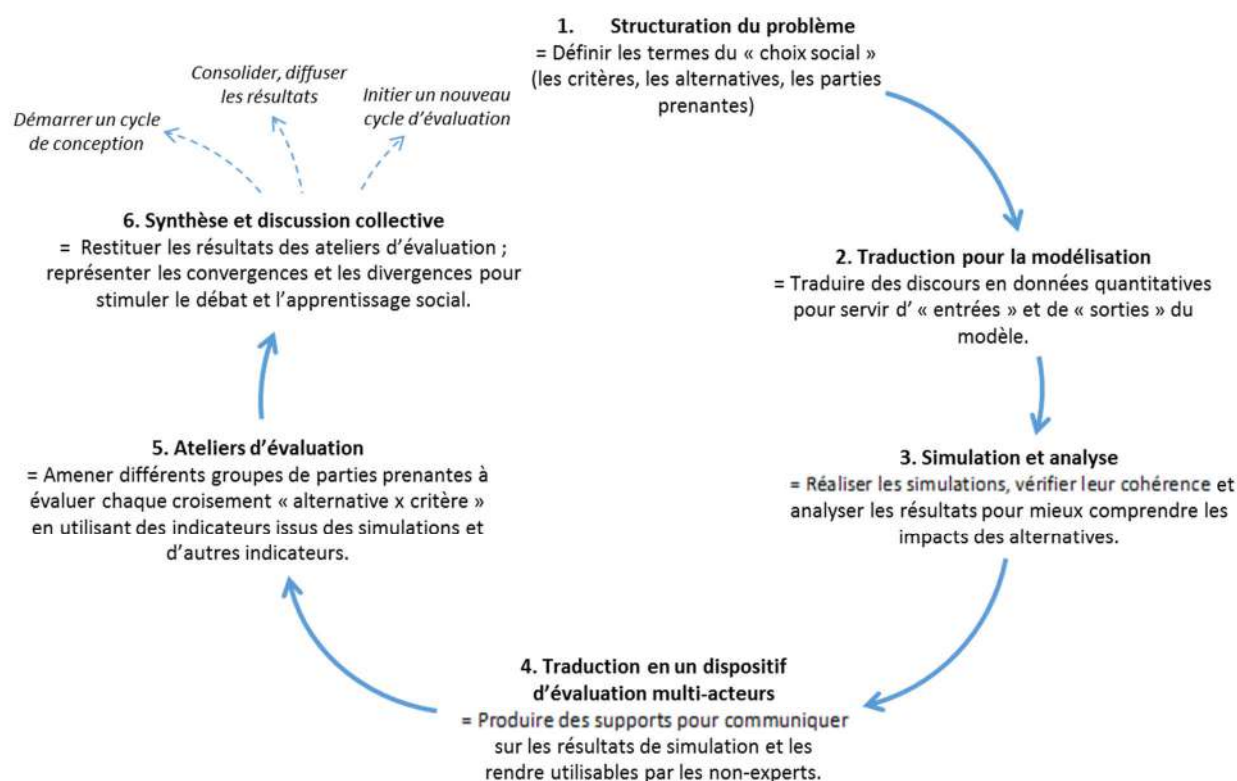 1. Structuration du problème
= Définir les termes du « choix social »
(les critères, les alternatives, les parties
prenantes)
2. Traduction pour la modélisation
= Traduire des discours en données quantitatives
pour servir d’ « entrées » et de « sorties » du
modèle.
3. Simulation et analyse
= Réaliser les simulations, vérifier leur cohérence et
analyser les résultats pour mieux comprendre les
impacts des alternatives.
4. Traduction en un dispositif
d’évaluation multi-acteurs
= Produire des supports pour communiquer
sur les résultats de simulation et les
rendre utilisables par les non-experts.
5. Ateliers d’évaluation
= Amener différents groupes de parties prenantes à
évaluer chaque croisement « alternative x critère »
en utilisant des indicateurs issus des simulations et
d’autres indicateurs.
6. Synthèse et discussion collective
= Restituer les résultats des ateliers d’évaluation ;
représenter les convergences et les divergences pour
stimuler le débat et l’apprentissage social.
Démarrer un cycle
de conception
Consolider, diffuser
les résultats
Initier un nouveau
cycle d’évaluation